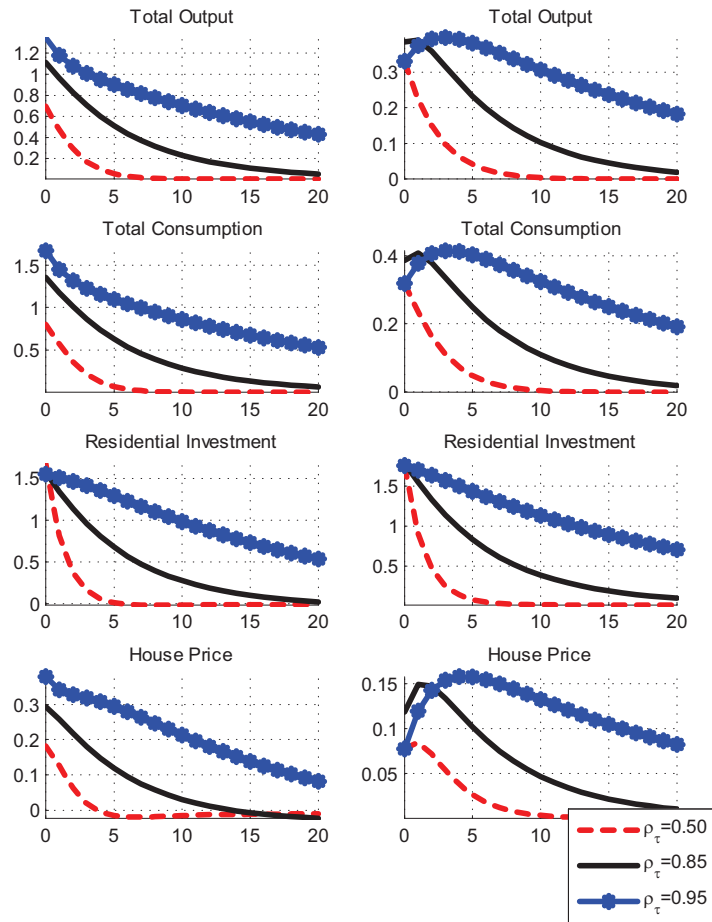 Total Output
Total Output
1.2
1
0.8
0.6
0.4
0.2
0 5 10 15 20
0.3
0.2
0.1
0
0 5 10 15 20
Total Consumption
Total Consumption
1.5
1
0.5
0 5 10 15 20
0.4
0.2
0
0 5 10 15 20
Residential Investment
Residential Investment
1.5
1
0.5
0
0 5 10 15 20
1.5
1
0.5
0 5 10 15 20
House Price
House Price
0.3
0.2
0.1
0
0 5 10 15 20
0.15
0.1
0.05
0 5
ρτ=0.50
ρτ=0.85
ρτ=0.95